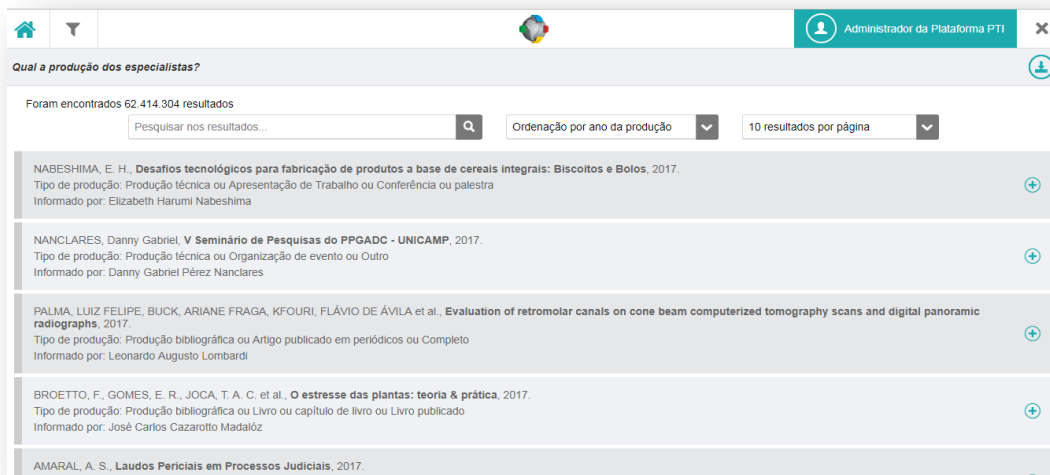 Administrador da Plataforma PTI
Qual a produção dos especialistas?
Foram encontrados 62.414.304 resultados
Pesquisar nos resultados...
Ordenação por ano da produção
10 resultados por página
NABESHIMA, E. H., Desafios tecnológicos para fabricação de produtos a base de cereais integrais: Biscoitos e Bolos, 2017.
Tipo de produção: Produção técnica ou Apresentação de Trabalho ou Conferência ou palestra
Informado por: Elizabeth Harumi Nabeshima
NANCLARES, Danny Gabriel, V Seminário de Pesquisas do PPGADC - UNICAMP, 2017.
Tipo de produção: Produção técnica ou Organização de evento ou Outro
Informado por: Danny Gabriel Pérez Nanclares
PALMA, LUIZ FELIPE, BUCK, ARIANE FRAGA, KFOURI, FLÁVIO DE ÁVILA et al., Evaluation of retromolar canals on cone beam computerized tomography scans and digital panoramic
radiographs, 2017.
Tipo de produção: Produção bibliográfica ou Artigo publicado em periódicos ou Completo
Informado por: Leonardo Augusto Lombardi
BROETTO, F., GOMES, E. R., JOCA, T. A. C. et al., O estresse das plantas: teoria & prática, 2017.
Tipo de produção: Produção bibliográfica ou Livro ou capítulo de livro ou Livro publicado
Informado por: José Carlos Cazarotto Madalóz
AMARAL, A. S., Laudos Periciais em Processos Judiciais, 2017.